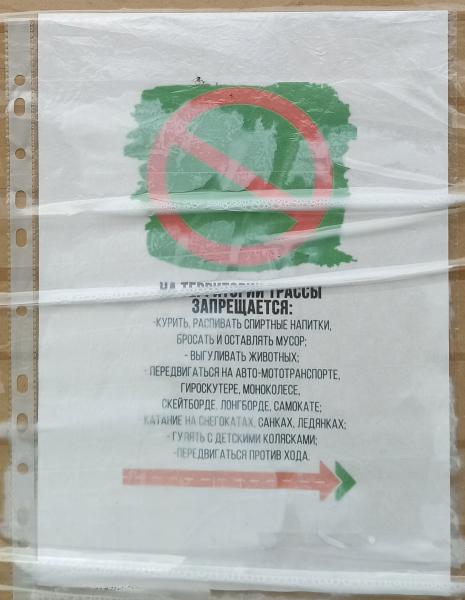 НА ТЕРРИТОРИИ ТРАССЫ
ЗАПРЕЩАЕТСЯ:
-КУРИТЬ, РАСПИВАТЬ СПИРТНЫЕ НАПИТКИ,
БРОСАТЬ И ОСТАВЛЯТЬ МУСОР;
- ВЫГУЛИВАТЬ ЖИВОТНЫХ;
- ПЕРЕДВИГАТЬСЯ НА АВТО-МОТОТРАНСПОРТЕ,
ГИРОСКУТЕРЕ, МОНОКОЛЕСЕ,
СКЕЙТБОРДЕ, ЛОНГБОРДЕ, САМОКАТЕ;
КАТАНИЕ НА СНЕГОКАТАХ, САНКАХ, ЛЕДЯНКАХ;
- ГУЛЯТЬ С ДЕТСКИМИ КОЛЯСКАМИ;
-ПЕРЕДВИГАТЬСЯ ПРОТИВ ХОДА.